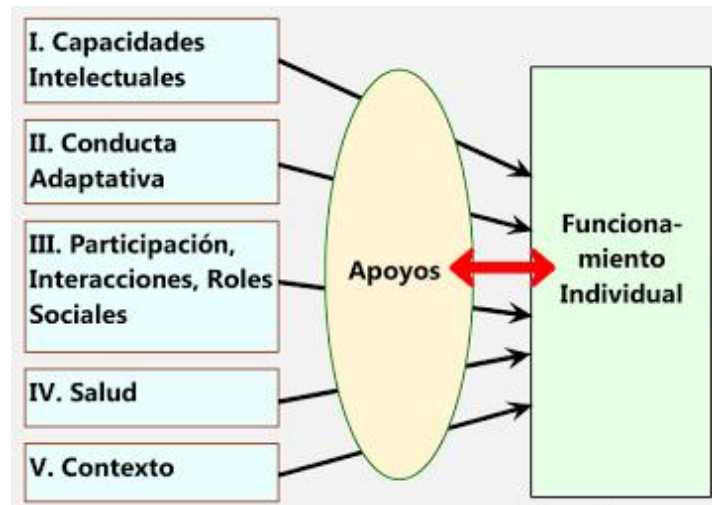 I. Capacidades
Intelectuales
II. Conducta
Adaptativa
III. Participación,
Interacciones, Roles
Sociales
IV. Salud
V. Contexto
Apoyos
Funciona-
miento
Individual